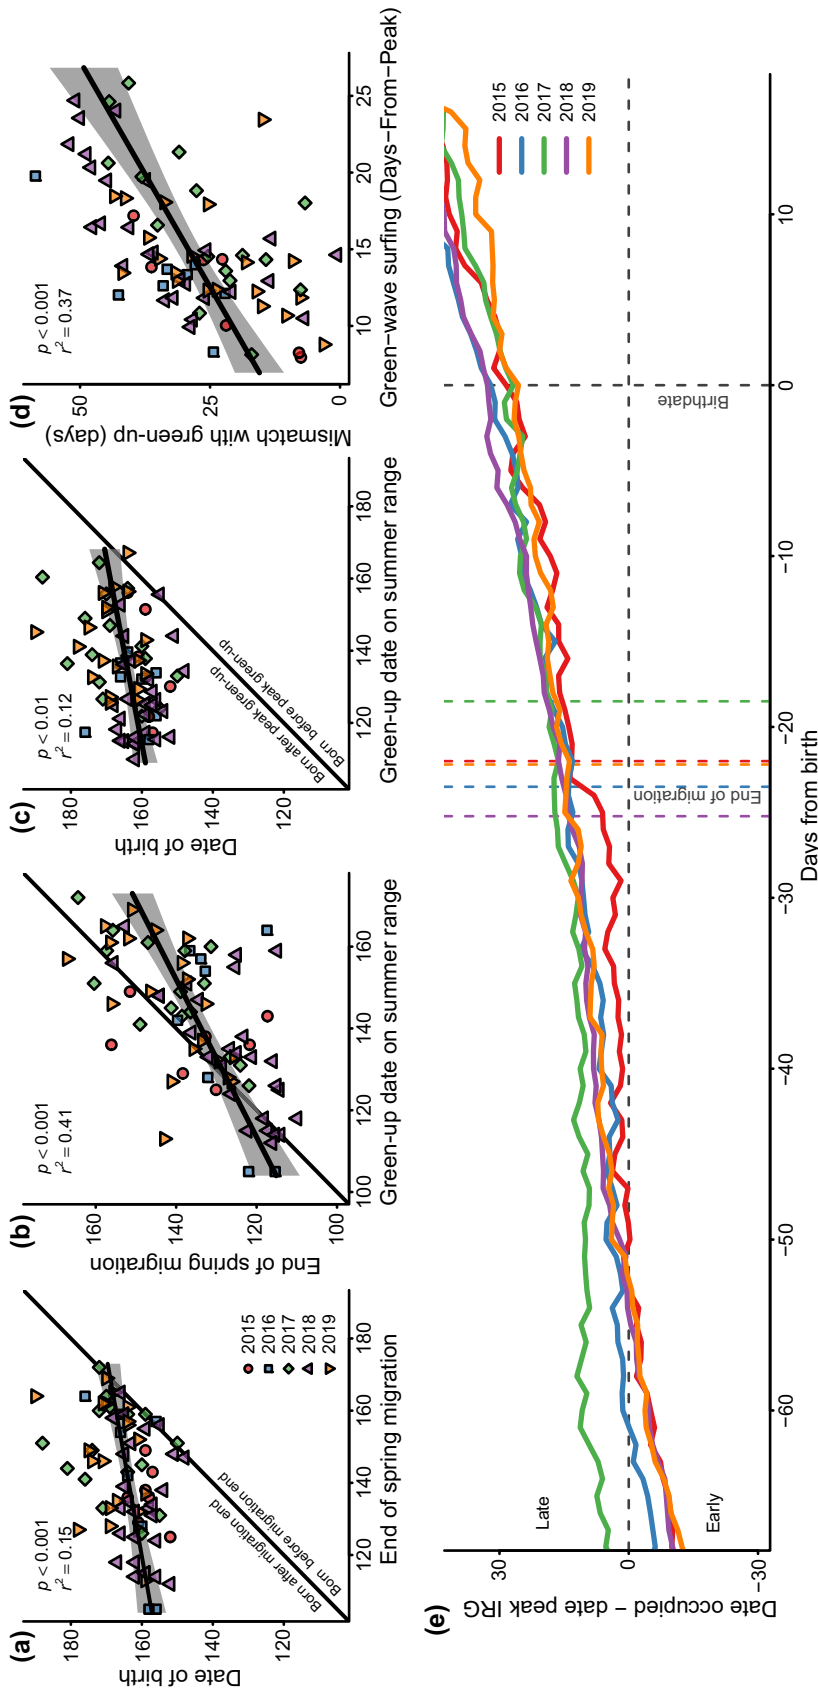 (a)
p < 0.001
r² = 0.15
Date of birth
180
160
140
120
120
140
160
180
End of spring migration
Born after migration end
Born before migration end
2015
2016
2017
2018
2019
(b)
p < 0.001
r² = 0.41
End of spring migration
160
140
120
100
100
120
140
160
Green-up date on summer range
(c)
p < 0.01
r² = 0.12
Date of birth
180
160
140
120
120
140
160
180
Green-up date on summer range
Born after peak green-up
Born before peak green-up
(d)
p < 0.001
r² = 0.37
Mismatch with green-up (days)
50
25
0
10
15
20
25
Green-wave surfing (Days-From-Peak)
(e)
Date occupied - date peak IRG
30
0
-30
Late
Early
End of migration
Birthdate
2015
2016
2017
2018
2019
-60
-50
-40
-30
-20
-10
0
10
Days from birth